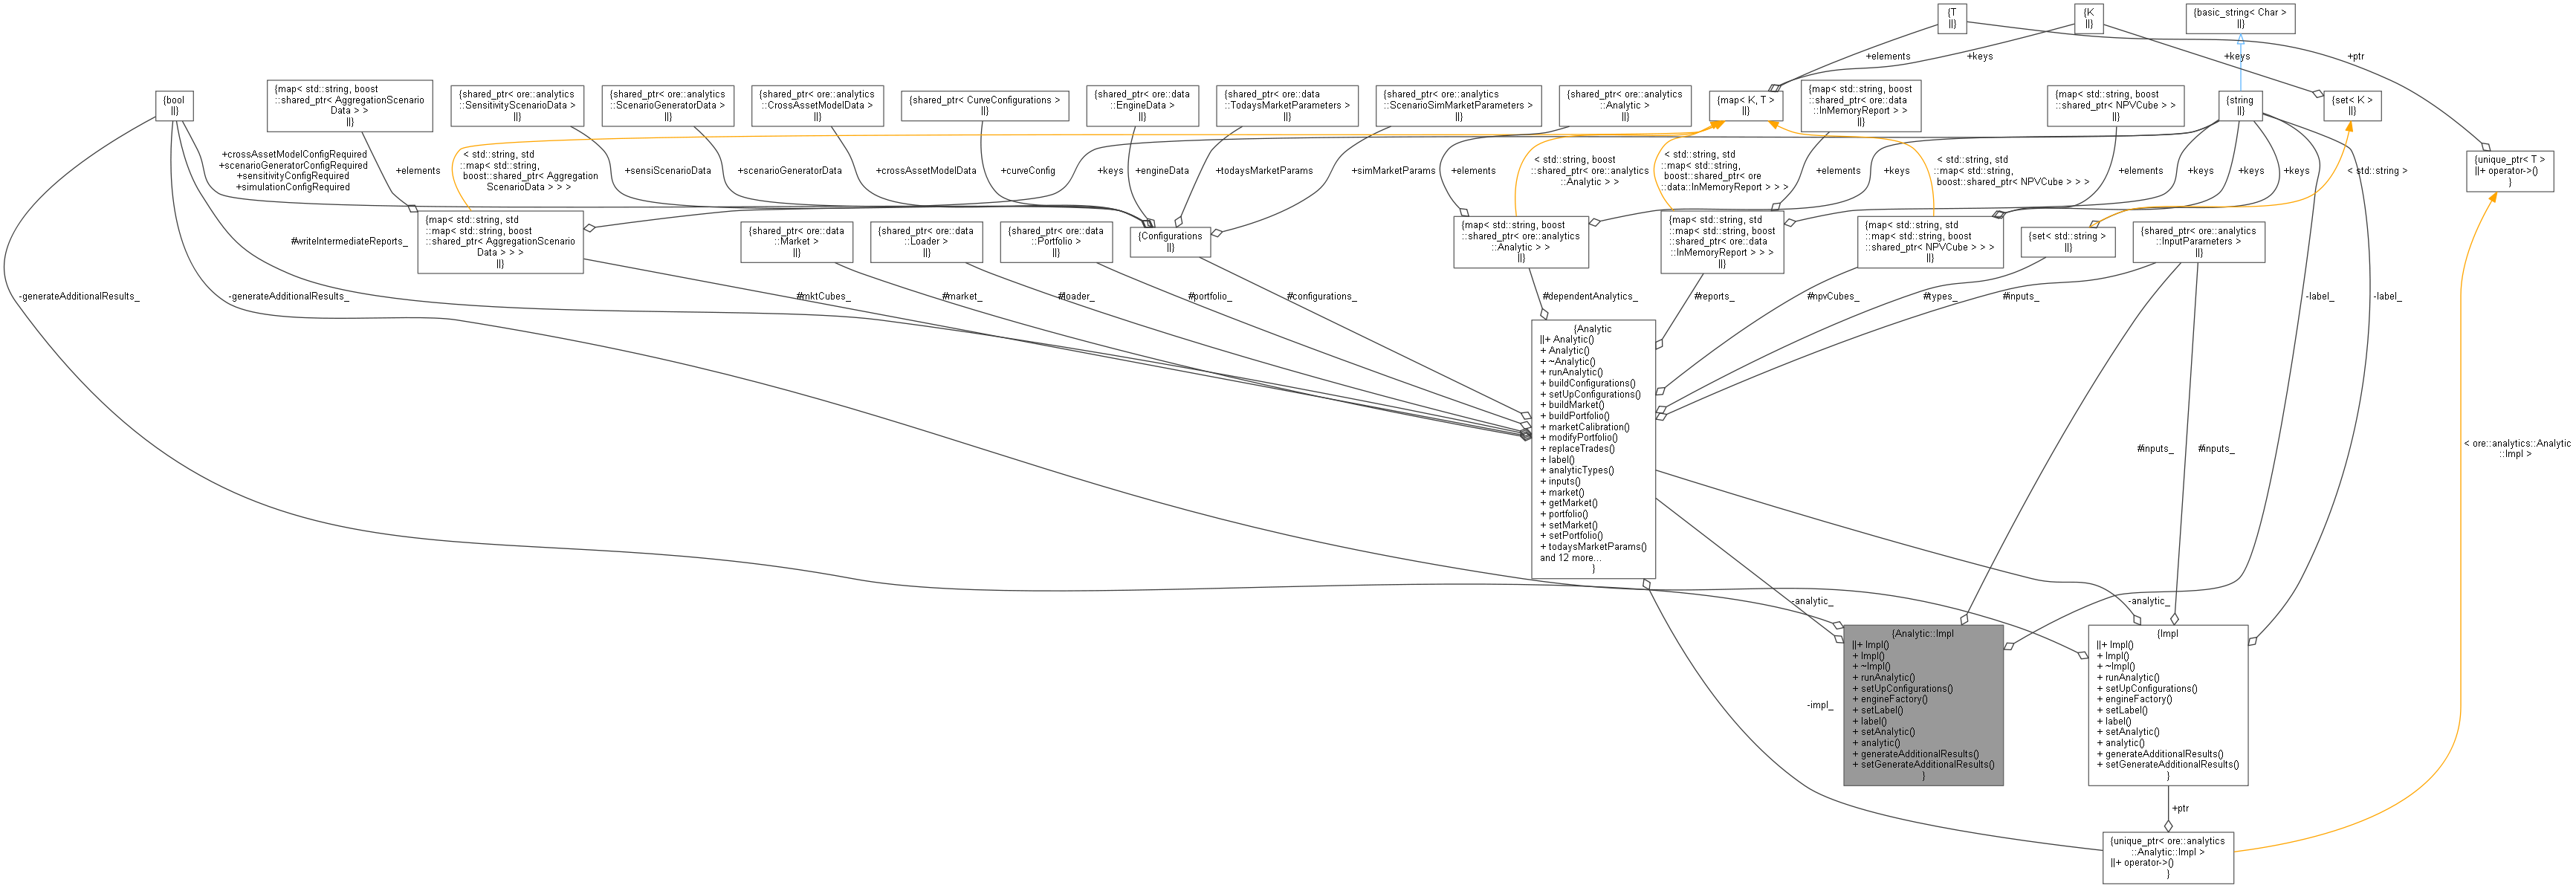 {T
||}
{K
||}
{basic_string< Char >
||}
+elements
+keys
+keys
+ptr
{bool
||}
{map< std::string, boost
::shared_ptr< AggregationScenario
Data > >
||}
{shared_ptr< ore::analytics
::SensitivityScenarioData >
||}
{shared_ptr< ore::analytics
::ScenarioGeneratorData >
||}
{shared_ptr< ore::analytics
::CrossAssetModelData >
||}
{shared_ptr< CurveConfigurations >
||}
{shared_ptr< ore::data
::EngineData >
||}
{shared_ptr< ore::data
::TodaysMarketParameters >
||}
{shared_ptr< ore::analytics
::ScenarioSimMarketParameters >
||}
{shared_ptr< ore::analytics
::Analytic >
||}
{map< K, T >
||}
{map< std::string, boost
::shared_ptr< ore::data
::InMemoryReport > >
||}
{map< std::string, boost
::shared_ptr< NPVCube > >
||}
{string
||}
{set< K >
||}
{unique_ptr< T >
||+ operator->()
}
+crossAssetModelConfigRequired
+scenarioGeneratorConfigRequired
+sensitivityConfigRequired
+simulationConfigRequired
+elements
< std::string, std
::map< std::string,
boost::shared_ptr< Aggregation
ScenarioData > > >
+sensiScenarioData
+scenarioGeneratorData
+crossAssetModelData
+curveConfig
+keys
+engineData
+todaysMarketParams
+simMarketParams
+elements
< std::string, boost
::shared_ptr< ore::analytics
::Analytic > >
+keys
< std::string, std
::map< std::string,
boost::shared_ptr< ore
::data::InMemoryReport > > >
+elements
< std::string, std
::map< std::string,
boost::shared_ptr< NPVCube > > >
+elements
+keys
+keys
< std::string >
{map< std::string, std
::map< std::string, boost
::shared_ptr< AggregationScenario
Data > > >
||}
{shared_ptr< ore::data
::Market >
||}
{shared_ptr< ore::data
::Loader >
||}
{shared_ptr< ore::data
::Portfolio >
||}
{Configurations
||}
{map< std::string, boost
::shared_ptr< ore::analytics
::Analytic > >
||}
{map< std::string, std
::map< std::string, boost
::shared_ptr< ore::data
::InMemoryReport > > >
||}
{map< std::string, std
::map< std::string, boost
::shared_ptr< NPVCube > > >
||}
{set< std::string >
||}
{shared_ptr< ore::analytics
::InputParameters >
||}
#writeIntermediateReports_
-generateAdditionalResults_
-generateAdditionalResults_
#mktCubes_
#market_
#loader_
#portfolio_
#configurations_
#dependentAnalytics_
#reports_
#npvCubes_
#types_
#inputs_
-label_
-label_
{Analytic
||+ Analytic()
+ Analytic()
+ ~Analytic()
+ runAnalytic()
+ buildConfigurations()
+ setUpConfigurations()
+ buildMarket()
+ buildPortfolio()
+ marketCalibration()
+ modifyPortfolio()
+ replaceTrades()
+ label()
+ analyticTypes()
+ inputs()
+ market()
+ getMarket()
+ portfolio()
+ setMarket()
+ setPortfolio()
+ todaysMarketParams()
and 12 more...
}
#inputs_
#inputs_
< ore::analytics::Analytic
::Impl >
-analytic_
-analytic_
{Analytic::Impl
||+ Impl()
+ Impl()
+ ~Impl()
+ runAnalytic()
+ setUpConfigurations()
+ engineFactory()
+ setLabel()
+ label()
+ setAnalytic()
+ analytic()
+ generateAdditionalResults()
+ setGenerateAdditionalResults()
}
{Impl
||+ Impl()
+ Impl()
+ ~Impl()
+ runAnalytic()
+ setUpConfigurations()
+ engineFactory()
+ setLabel()
+ label()
+ setAnalytic()
+ analytic()
+ generateAdditionalResults()
+ setGenerateAdditionalResults()
}
-impl_
+ptr
{unique_ptr< ore::analytics
::Analytic::Impl >
||+ operator->()
}